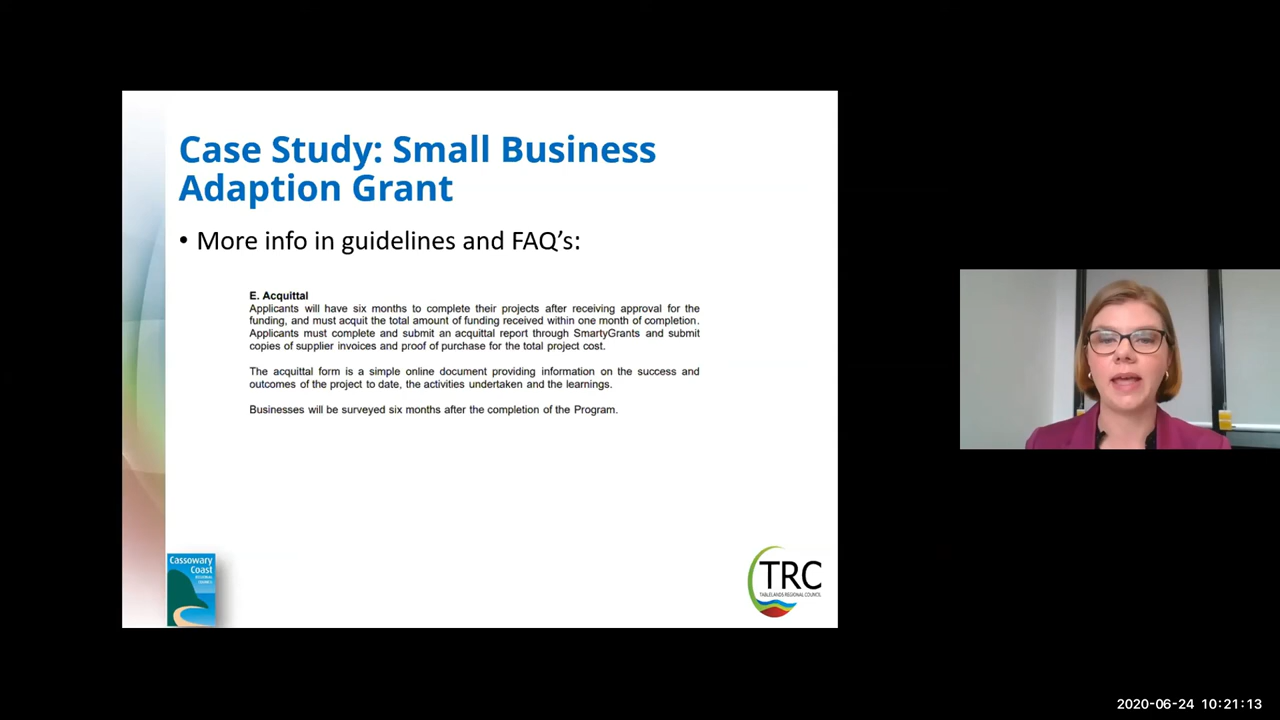 Case Study: Small Business
Adaption Grant
• More info in guidelines and FAQ's:
E. Acquittal
Applicants will have six months to complete their projects after receiving approval for the
funding, and must acquit the total amount of funding received within one month of completion.
Applicants must complete and submit an acquittal report through SmartyGrants and submit
copies of supplier invoices and proof of purchase for the total project cost.
The acquittal form is a simple online document providing information on the success and
outcomes of the project to date, the activities undertaken and the learnings.
Businesses will be surveyed six months after the completion of the Program.
Cassowary
Coast
REGIONAL
COUNCIL
TRC
TABLELANDS REGIONAL COUNCIL
2020-06-24 10:21:13